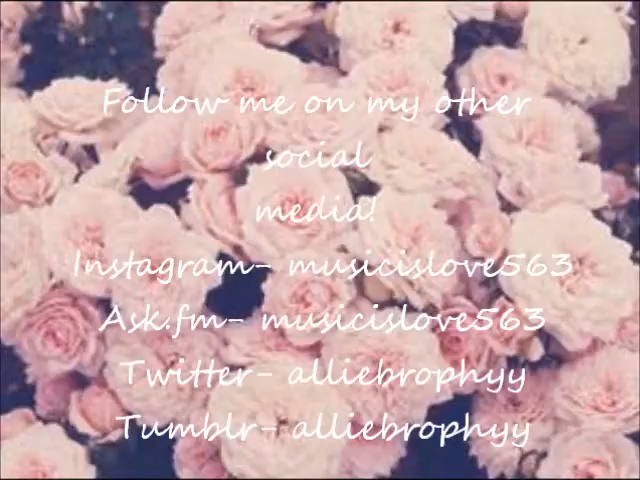 Follow me on my other
social
media!
Instagram- musicislove563
Ask.fm- musicislove563
Twitter- alliebrophyy
Tumblr- alliebrophyy